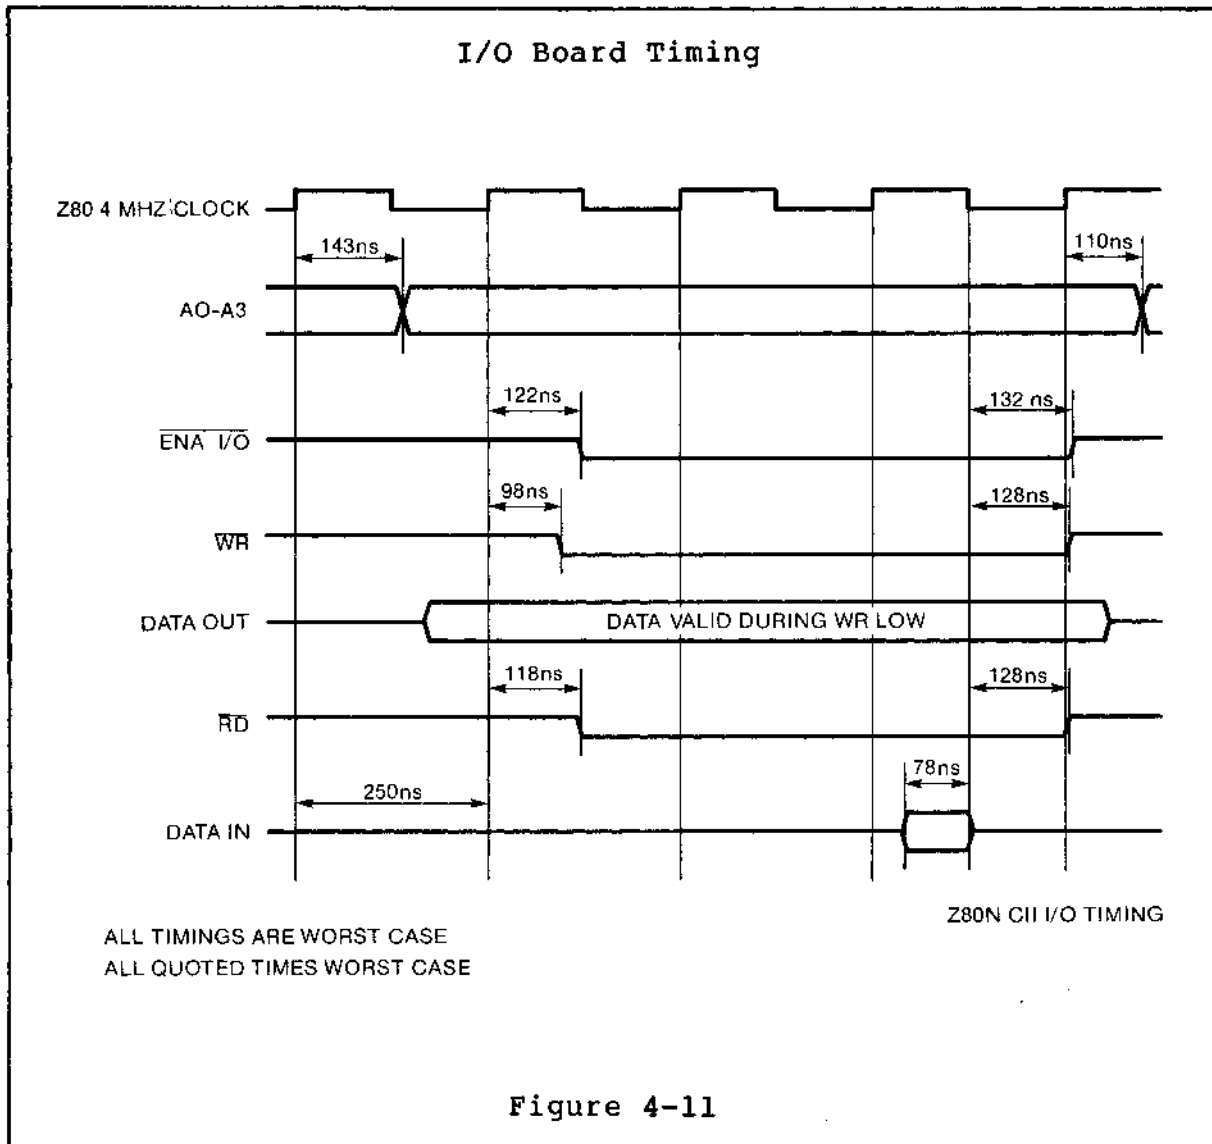 I/O Board Timing
Z80 4 MHZ CLOCK
143ns
110ns
AO-A3
122ns
132 ns
ENA I/O
98ns
128ns
WR
DATA OUT
DATA VALID DURING WR LOW
118ns
128ns
RD
78ns
250ns
DATA IN
Z80N CII I/O TIMING
ALL TIMINGS ARE WORST CASE
ALL QUOTED TIMES WORST CASE
Figure 4-11